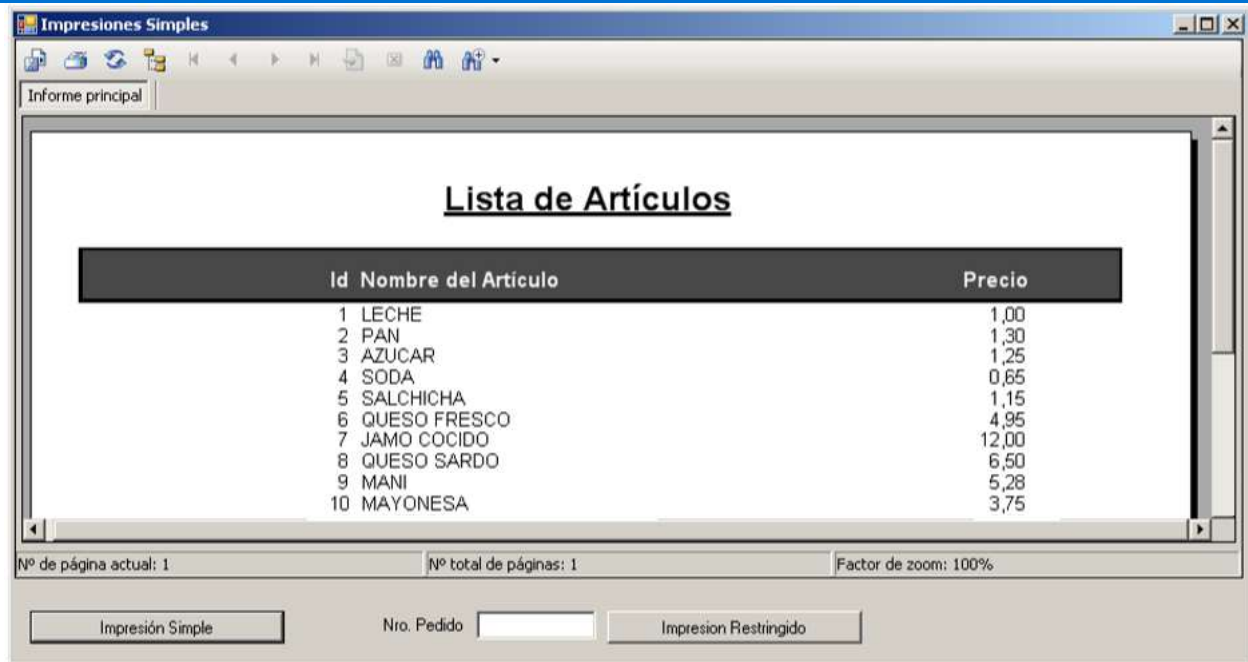 Impresiones Simples
Informe principal
Lista de Artículos
Id Nombre del Artículo Precio
1 LECHE 1,00
2 PAN 1,30
3 AZUCAR 1,25
4 SODA 0,65
5 SALCHICHA 1,15
6 QUESO FRESCO 4,95
7 JAMO COCIDO 12,00
8 QUESO SARDO 6,50
9 MANI 5,28
10 MAYONESA 3,75
Nº de página actual: 1 Nº total de páginas: 1 Factor de zoom: 100%
Impresión Simple Nro. Pedido Impresion Restringido